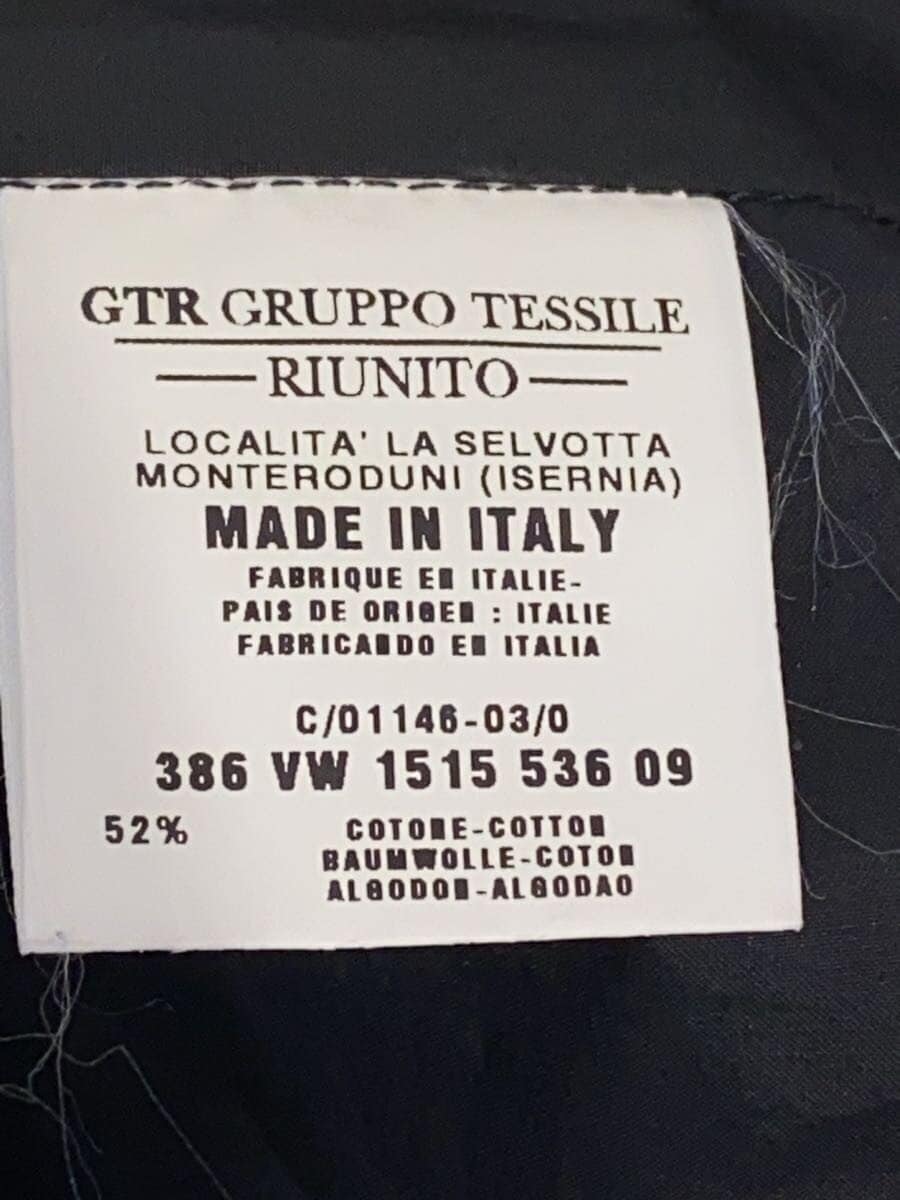 GTR GRUPPO TESSILE
RIUNITO
LOCALITA' LA SELVOTTA
MONTERODUNI (ISERNIA)
MADE IN ITALY
FABRIQUE EN ITALIE-
PAIS DE ORIGEN : ITALIE
FABRICANDO EN ITALIA
C/01146-03/0
386 VW 1515 536 09
52% COTONE-COTTON
BAUMWOLLE-COTON
ALGODON-ALGODAO